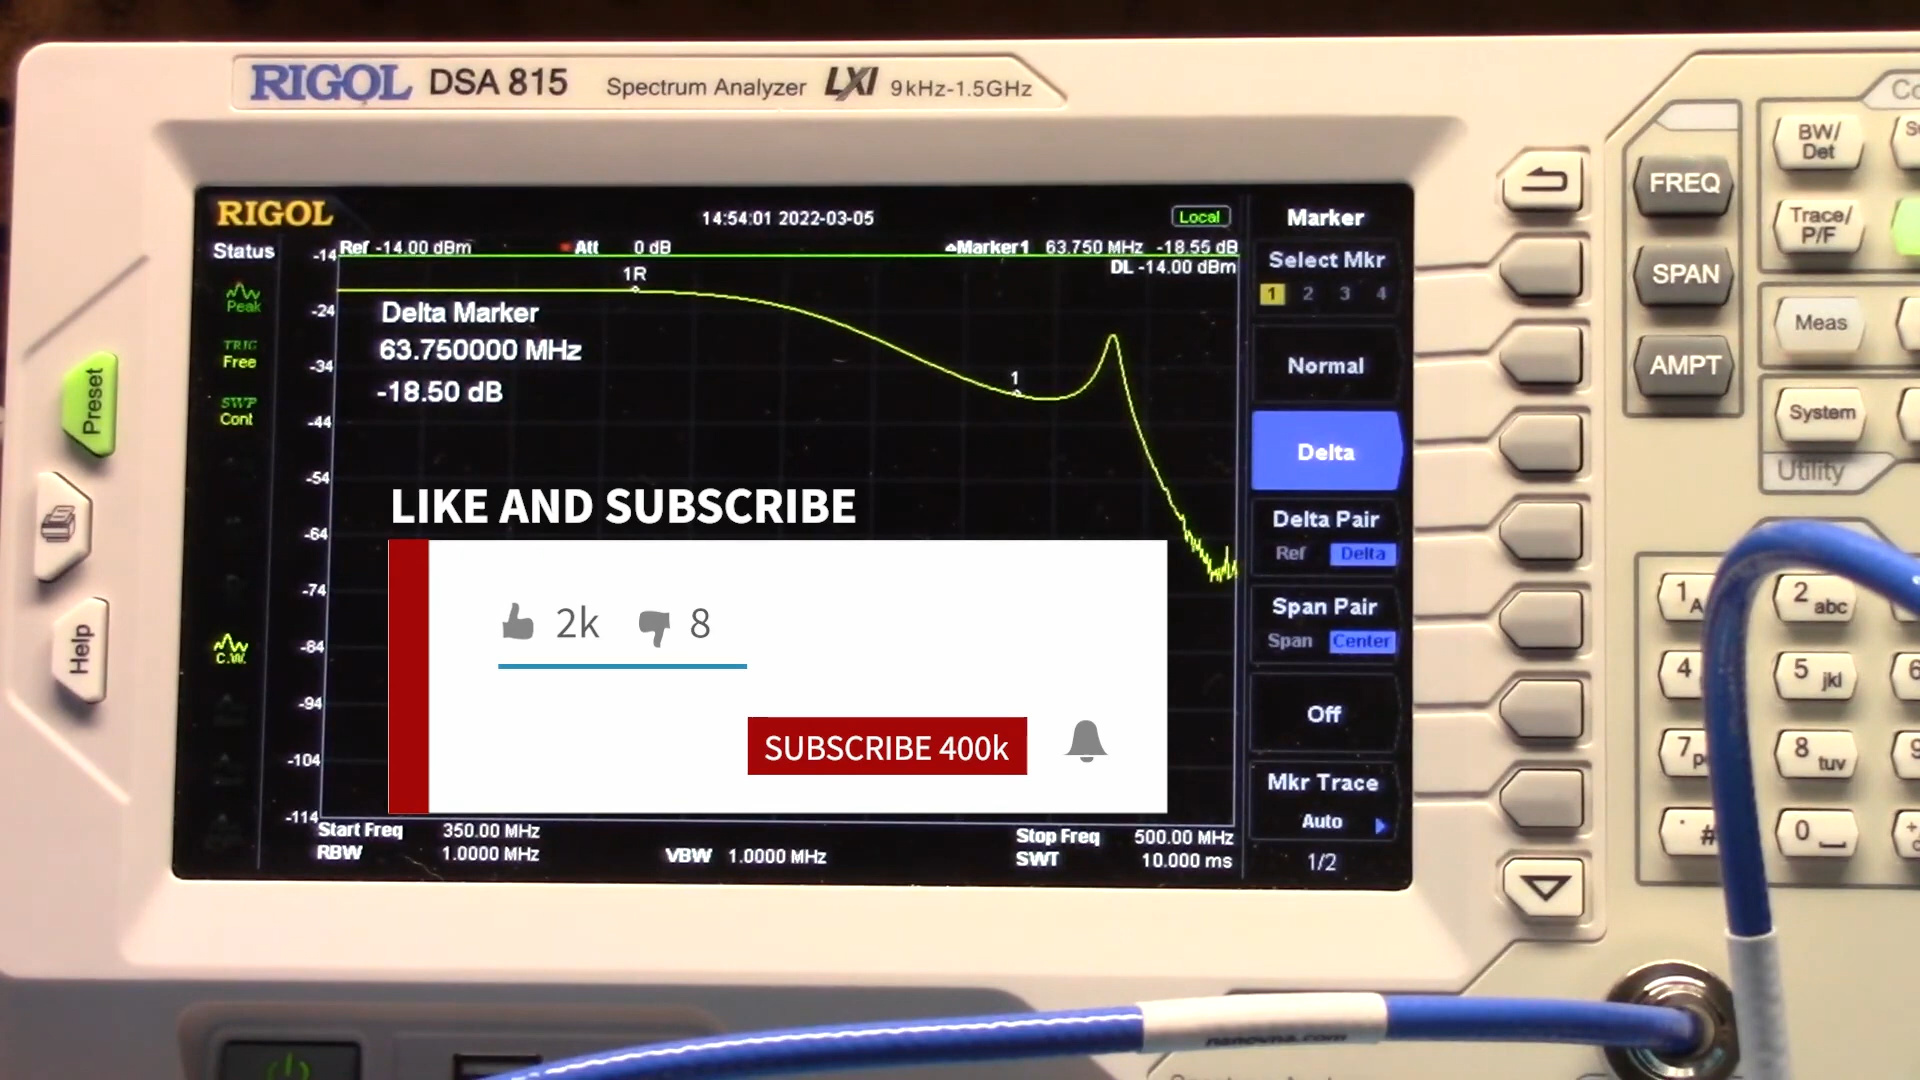 RIGOL DSA 815 Spectrum Analyzer LXI 9kHz-1.5GHz
RIGOL 14:54:01 2022-03-05 Local Marker
Status Ref -14.00 dBm Att 0 dB Marker1 63.750 MHz -18.55 dB
DL -14.00 dBm
Select Mkr
1 2 3 4
Peak
TRIG
Free
SWP
Cont
C.W.
-14
-24
-34
-44
-54
-64
-74
-84
-94
-104
-114
1R
1
Delta Marker
63.750000 MHz
-18.50 dB
LIKE AND SUBSCRIBE
2k 8
SUBSCRIBE 400k
Start Freq 350.00 MHz Stop Freq 500.00 MHz
RBW 1.0000 MHz VBW 1.0000 MHz SWT 10.000 ms
Normal
Delta
Delta Pair
Ref Delta
Span Pair
Span Center
Off
Mkr Trace
Auto
1/2
Preset
Help
FREQ
SPAN
AMPT
BW/
Det
Trace/
P/F
Meas
System
Utility
1 2 abc
4 5 jkl
7 8 tuv
. # 0
nanovna.com